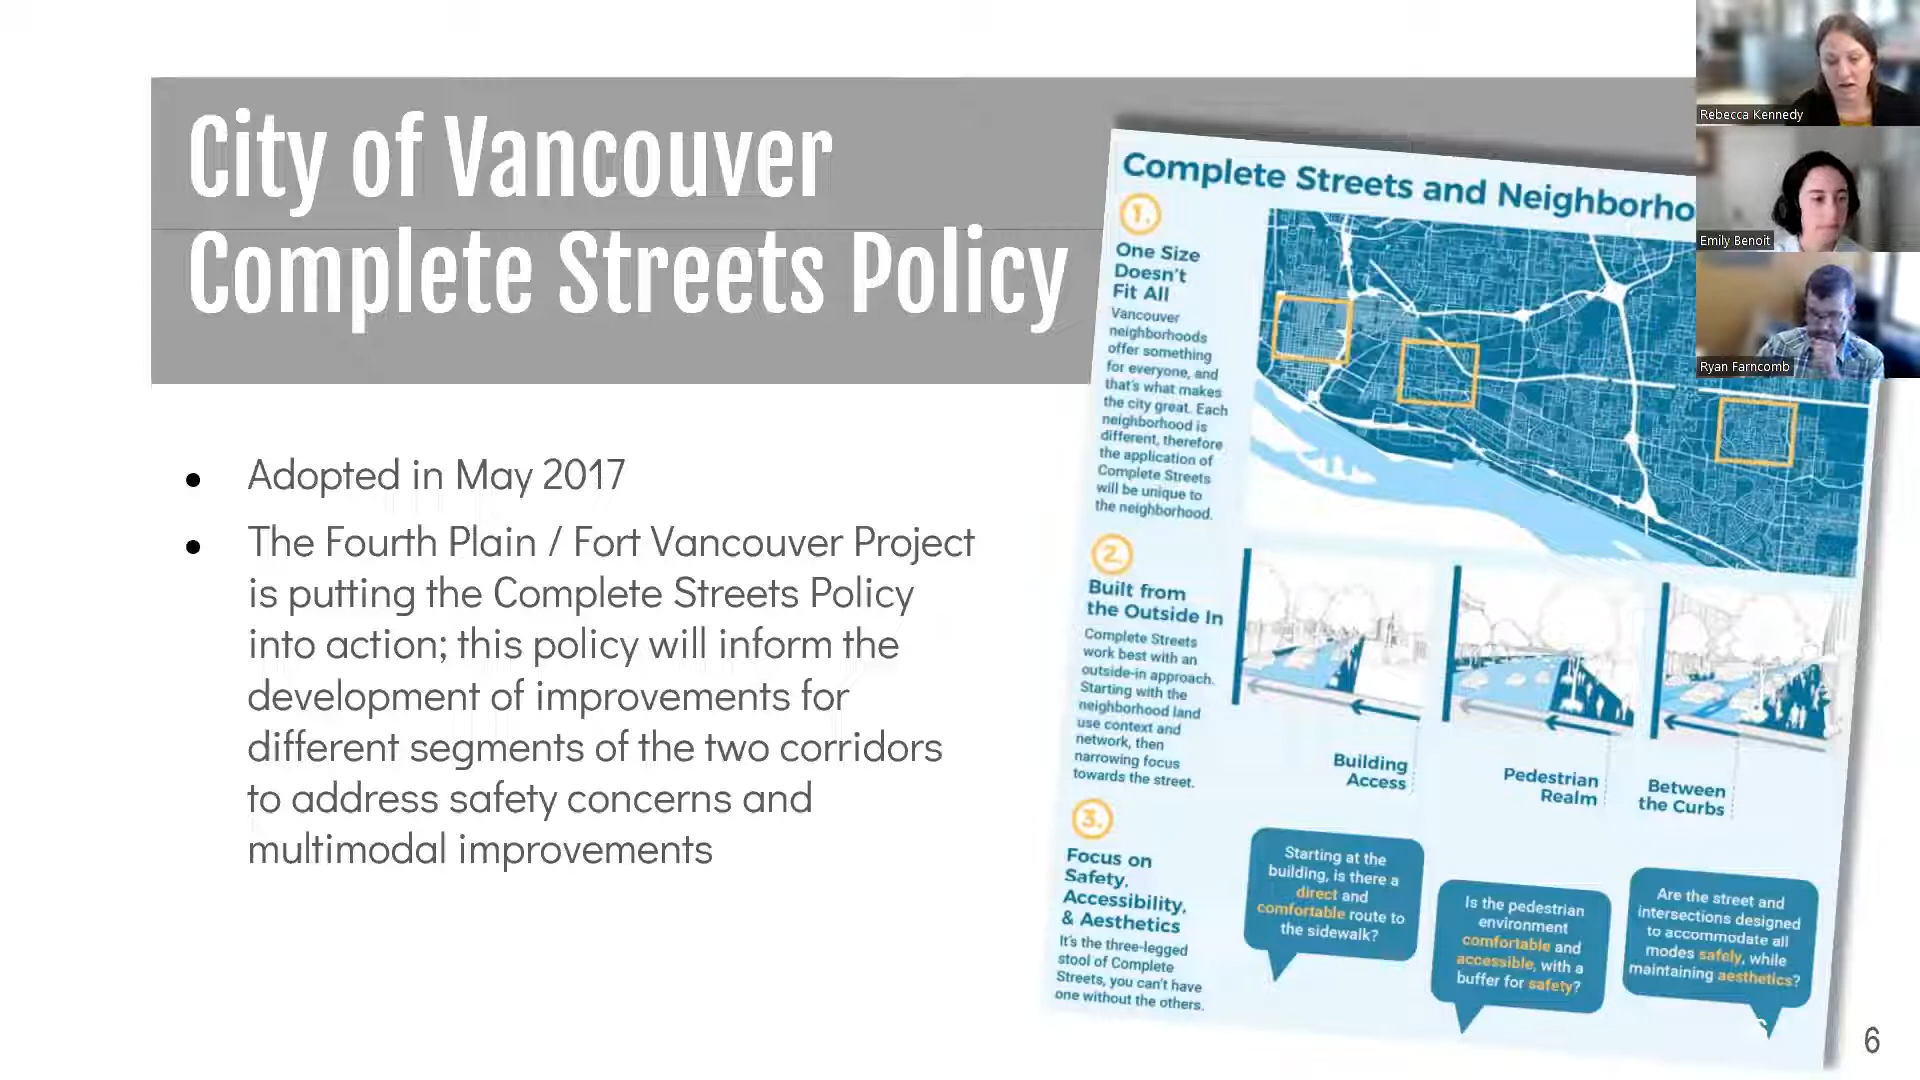 City of Vancouver
Complete Streets Policy
● Adopted in May 2017
● The Fourth Plain / Fort Vancouver Project
is putting the Complete Streets Policy
into action; this policy will inform the
development of improvements for
different segments of the two corridors
to address safety concerns and
multimodal improvements
Complete Streets and Neighborho
1.
One Size
Doesn't
Fit All
Vancouver
neighborhoods
offer something
for everyone, and
that's what makes
the city great. Each
neighborhood is
different, therefore
the application of
Complete Streets
will be unique to
the neighborhood.
2.
Built from
the Outside In
Complete Streets
work best with an
outside-in approach.
Starting with the
neighborhood land
use context and
network, then
narrowing focus
towards the street.
Building
Access
Pedestrian
Realm
Between
the Curbs
3.
Focus on
Safety,
Accessibility,
& Aesthetics
It's the three-legged
stool of Complete
Streets, you can't have
one without the others.
Starting at the
building, is there a
direct and
comfortable route to
the sidewalk?
Is the pedestrian
environment
comfortable and
accessible, with a
buffer for safety?
Are the street and
intersections designed
to accommodate all
modes safely, while
maintaining aesthetics?
Rebecca Kennedy
Emily Benoit
Ryan Farncomb
6